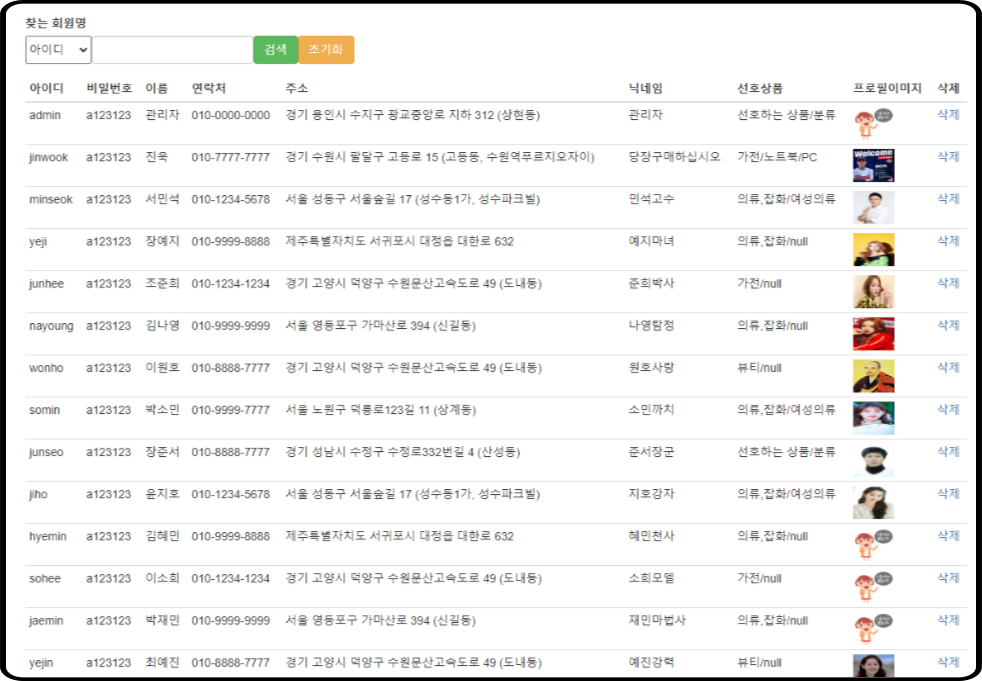 찾는 회원명
아이디 검색 초기화
아이디 비밀번호 이름 연락처 주소 닉네임 선호상품 프로필이미지 삭제
admin a123123 관리자 010-0000-0000 경기 용인시 수지구 광교중앙로 지하 312 (상현동) 관리자 선호하는 상품/분류 삭제
jinwook a123123 진욱 010-7777-7777 경기 수원시 팔달구 고등로 15 (고등동, 수원역푸르지오자이) 당장구매하십시오 가전/노트북/PC Welcome 삭제
minseok a123123 서민석 010-1234-5678 서울 성동구 서울숲길 17 (성수동1가, 성수파크빌) 민석고수 의류,잡화/여성의류 삭제
yeji a123123 장예지 010-9999-8888 제주특별자치도 서귀포시 대정읍 대한로 632 예지마녀 의류,잡화/null 삭제
junhee a123123 조준희 010-1234-1234 경기 고양시 덕양구 수원문산고속도로 49 (도내동) 준희박사 가전/null 삭제
nayoung a123123 김나영 010-9999-9999 서울 영등포구 가마산로 394 (신길동) 나영탐정 의류,잡화/null 삭제
wonho a123123 이원호 010-8888-7777 경기 고양시 덕양구 수원문산고속도로 49 (도내동) 원호사랑 뷰티/null 삭제
somin a123123 박소민 010-9999-7777 서울 노원구 덕릉로123길 11 (상계동) 소민까치 의류,잡화/여성의류 삭제
junseo a123123 장준서 010-8888-7777 경기 성남시 수정구 수정로332번길 4 (산성동) 준서장군 선호하는 상품/분류 삭제
jiho a123123 윤지호 010-1234-5678 서울 성동구 서울숲길 17 (성수동1가, 성수파크빌) 지호강자 의류,잡화/여성의류 삭제
hyemin a123123 김혜민 010-9999-8888 제주특별자치도 서귀포시 대정읍 대한로 632 혜민천사 의류,잡화/null 삭제
sohee a123123 이소희 010-1234-1234 경기 고양시 덕양구 수원문산고속도로 49 (도내동) 소희모델 가전/null 삭제
jaemin a123123 박재민 010-9999-9999 서울 영등포구 가마산로 394 (신길동) 재민마법사 의류,잡화/null 삭제
yejin a123123 최예진 010-8888-7777 경기 고양시 덕양구 수원문산고속도로 49 (도내동) 예진강력 뷰티/null 삭제